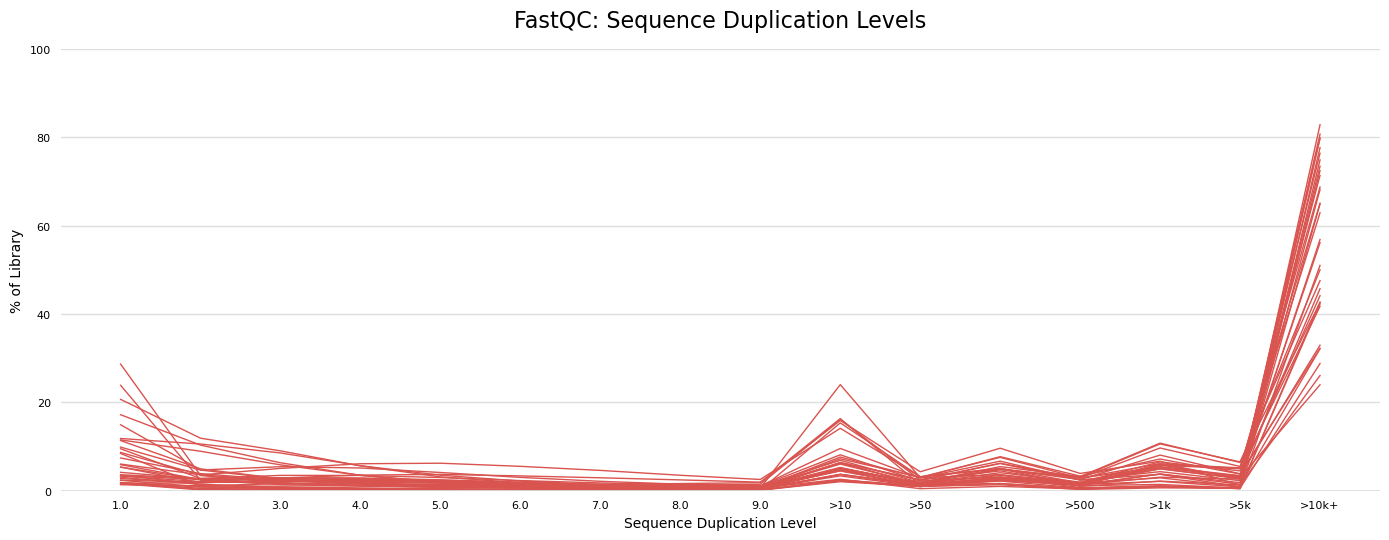 FastQC: Sequence Duplication Levels
100
80
60
40
20
0
% of Library
1.0 2.0 3.0 4.0 5.0 6.0 7.0 8.0 9.0 >10 >50 >100 >500 >1k >5k >10k+
Sequence Duplication Level